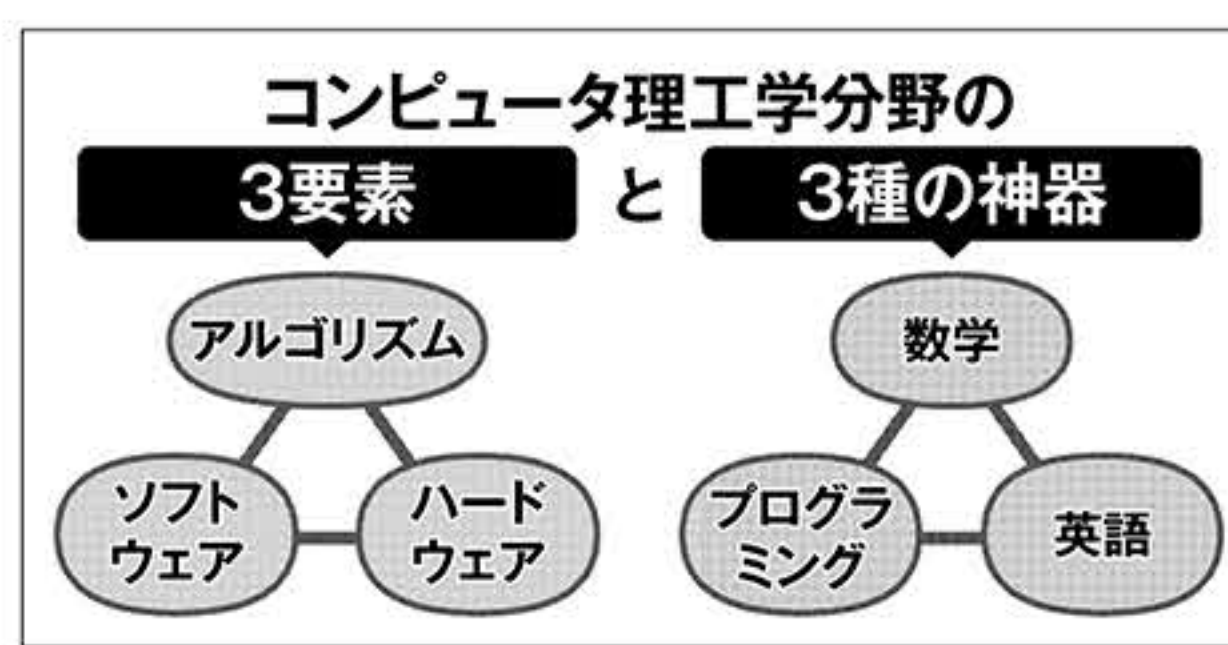 コンピュータ理工学分野の
3要素 と 3種の神器
アルゴリズム
ソフト
ウェア
ハード
ウェア
数学
プログラ
ミング
英語